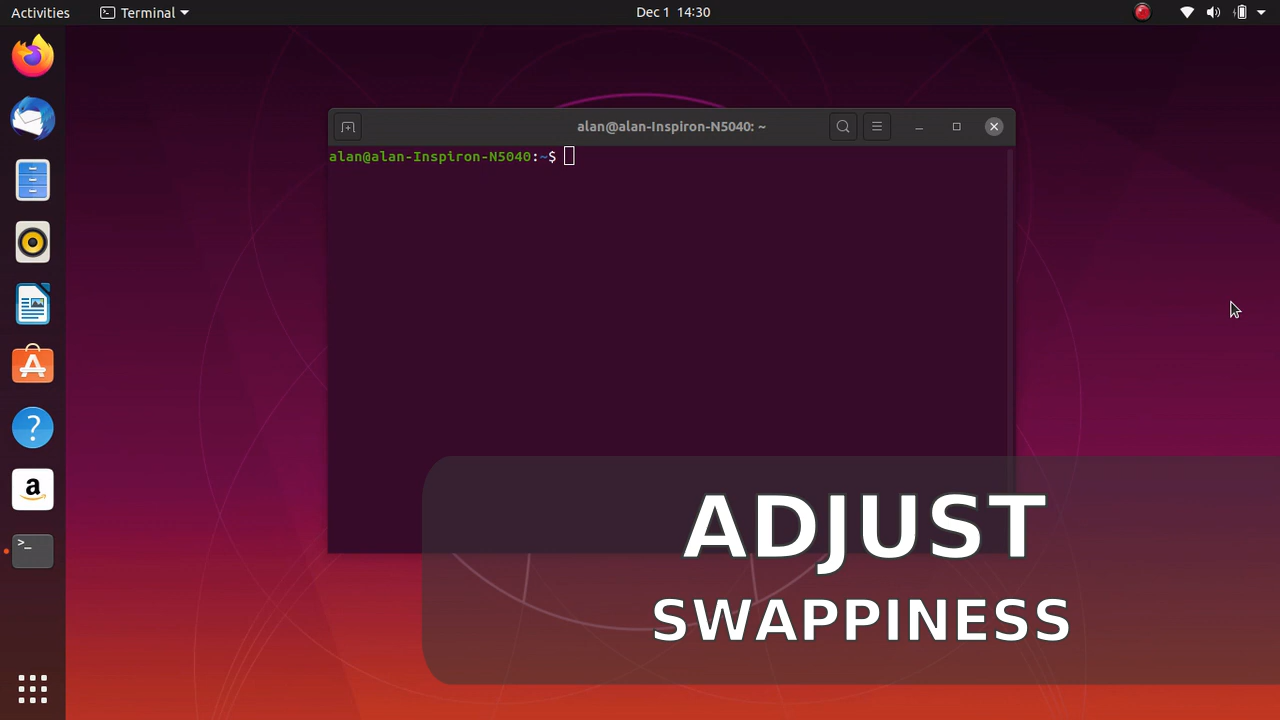 Activities
Terminal
Dec 1 14:30
alan@alan-Inspiron-N5040: ~
alan@alan-Inspiron-N5040:~$
?
a
>_
ADJUST
SWAPPINESS